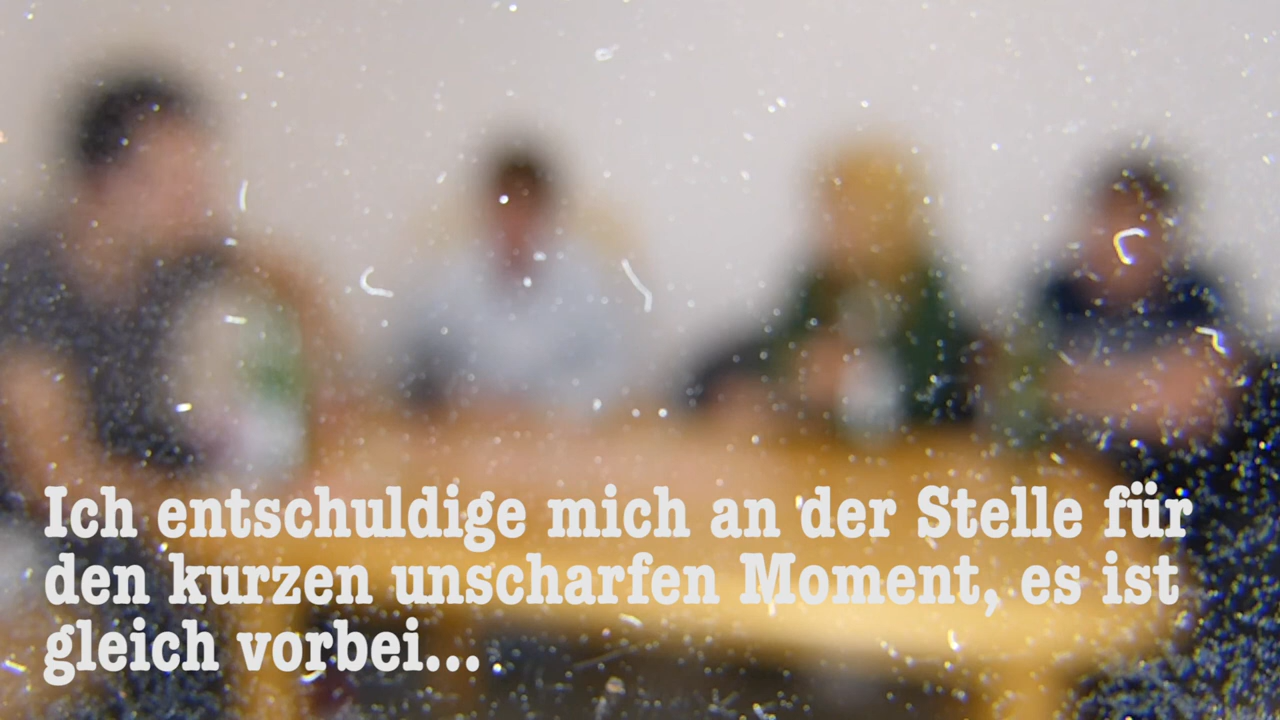 Ich entschuldige mich an der Stelle für
den kurzen unscharfen Moment, es ist
gleich vorbei...